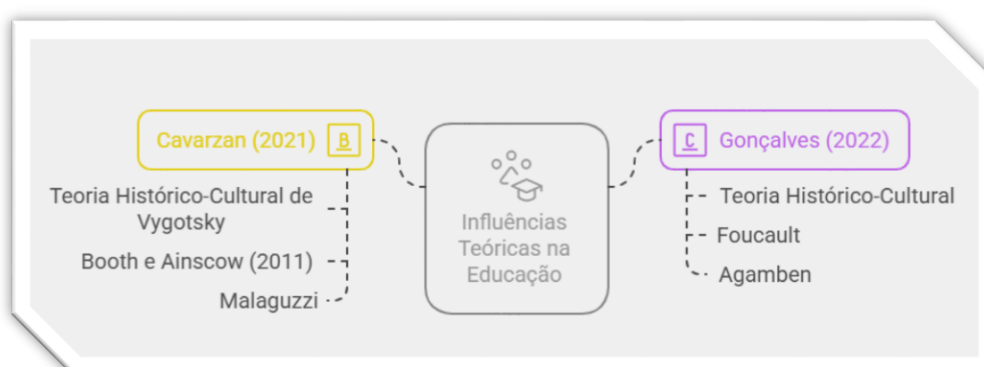 Cavarzan (2021) B
Teoria Histórico-Cultural de
Vygotsky
Booth e Ainscow (2011)
Malaguzzi
Influências
Teóricas na
Educação
C Gonçalves (2022)
Teoria Histórico-Cultural
Foucault
Agamben